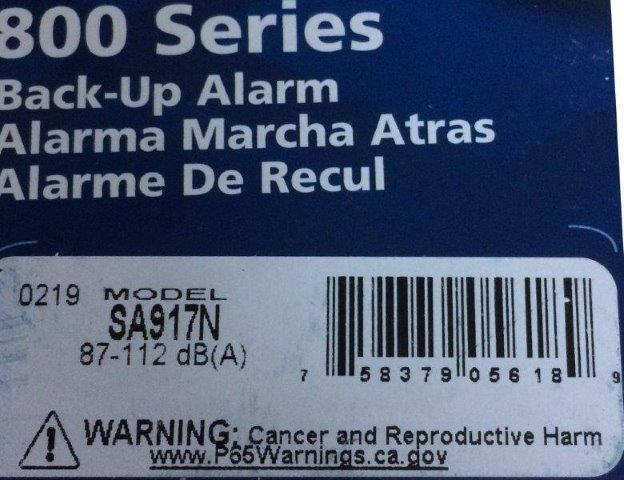 800 Series
Back-Up Alarm
Alarma Marcha Atras
Alarme De Recul
0219 MODEL
SA917N
87-112 dB(A)
7 58379 05618 9
WARNING: Cancer and Reproductive Harm
www.P65Warnings.ca.gov